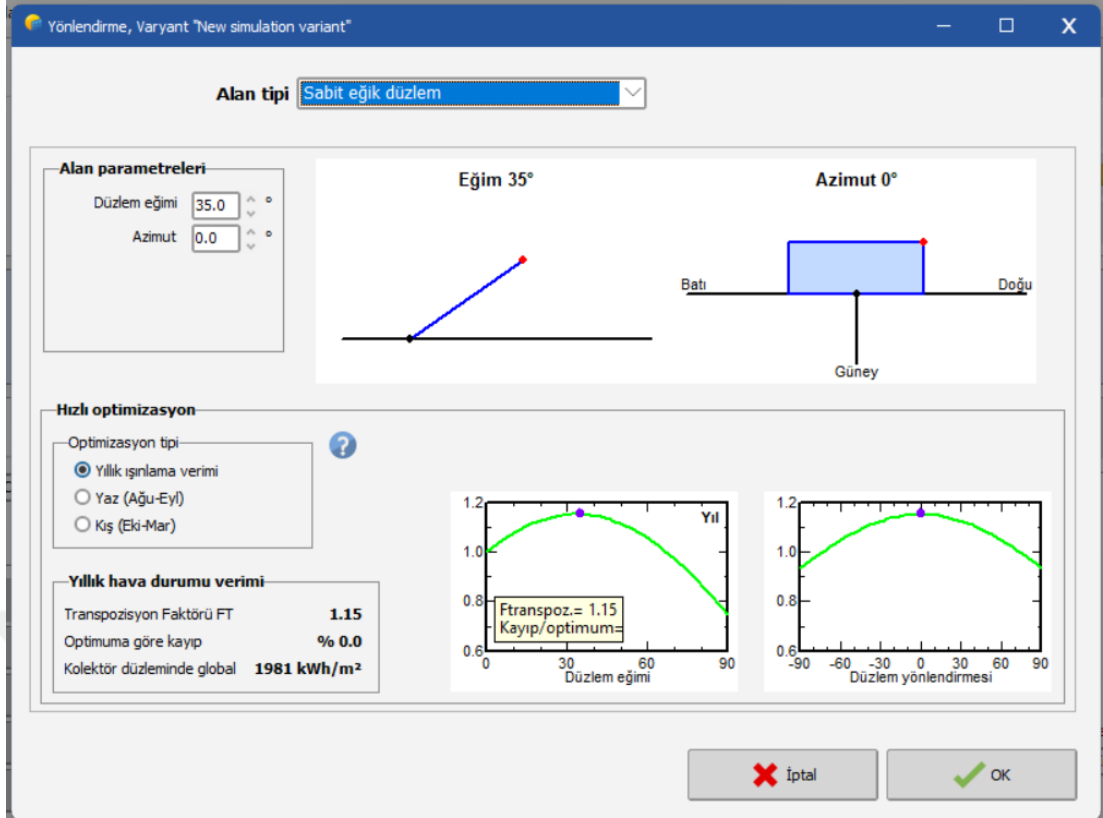 Yönlendirme, Varyant "New simulation variant"
Alan tipi Sabit eğik düzlem
Alan parametreleri
Düzlem eğimi 35.0 °
Azimut 0.0 °
Eğim 35°
Azimut 0°
Batı
Doğu
Güney
Hızlı optimizasyon
Optimizasyon tipi
Yıllık ışınlama verimi
Yaz (Ağu-Eyl)
Kış (Eki-Mar)
?
Yıllık hava durumu verimi
Transpozisyon Faktörü FT 1.15
Optimuma göre kayıp % 0.0
Kolektör düzleminde global 1981 kWh/m²
1.2
1.0
0.8
0.6
Yıl
Ftranspoz.= 1.15
Kayıp/optimum=
0 30 60 90
Düzlem eğimi
1.2
1.0
0.8
0.6
-90 -60 -30 0 30 60 90
Düzlem yönlendirmesi
İptal
OK